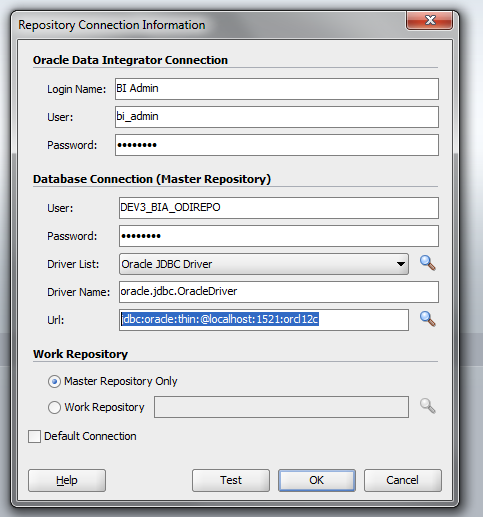 Repository Connection Information
Oracle Data Integrator Connection
Login Name: BI Admin
User: bi_admin
Password: ••••••••
Database Connection (Master Repository)
User: DEV3_BIA_ODIREPO
Password: ••••••••
Driver List: Oracle JDBC Driver
Driver Name: oracle.jdbc.OracleDriver
Url: jdbc:oracle:thin:@localhost:1521:orcl12c
Work Repository
Master Repository Only
Work Repository
Default Connection
Help Test OK Cancel